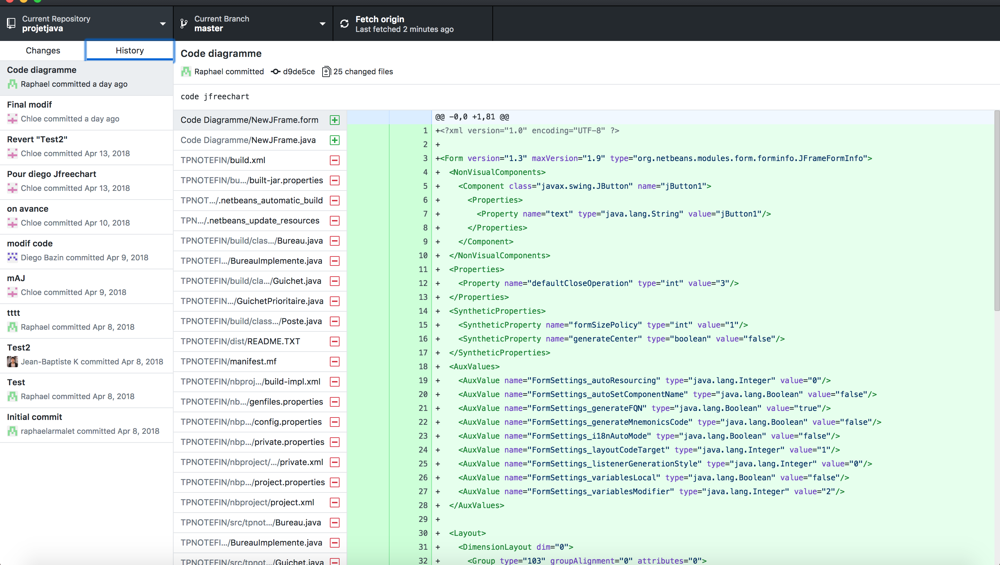 Current Repository
projetjava
Current Branch
master
Fetch origin
Last fetched 2 minutes ago
Changes
History
Code diagramme
Raphael committed a day ago
Final modif
Chloe committed a day ago
Revert "Test2"
Chloe committed Apr 13, 2018
Pour diego Jfreechart
Chloe committed Apr 13, 2018
on avance
Chloe committed Apr 10, 2018
modif code
Diego Bazin committed Apr 9, 2018
mAJ
Chloe committed Apr 9, 2018
tttt
Raphael committed Apr 8, 2018
Test2
Jean-Baptiste K committed Apr 8, 2018
Test
Raphael committed Apr 8, 2018
Initial commit
raphaelarmalet committed Apr 8, 2018
Code diagramme
Raphael committed d9de5ce 25 changed files
code jfreechart
Code Diagramme/NewJFrame.form
Code Diagramme/NewJFrame.java
TPNOTEFIN/build.xml
TPNOTEFIN/bu.../built-jar.properties
TPNOT.../.netbeans_automatic_build
TPN.../.netbeans_update_resources
TPNOTEFIN/build/clas.../Bureau.java
TPNOTEFI.../BureauImplemente.java
TPNOTEFIN/build/cla.../Guichet.java
TPNOTEFIN.../GuichetPrioritaire.java
TPNOTEFIN/build/class.../Poste.java
TPNOTEFIN/dist/README.TXT
TPNOTEFIN/manifest.mf
TPNOTEFIN/nbproj.../build-impl.xml
TPNOTEFIN/nb.../genfiles.properties
TPNOTEFIN/nbp.../config.properties
TPNOTEFIN/nbp.../private.properties
TPNOTEFIN/nbproject/.../private.xml
TPNOTEFIN/nbp.../project.properties
TPNOTEFIN/nbproject/project.xml
TPNOTEFIN/src/tpnot.../Bureau.java
TPNOTEFI.../BureauImplemente.java
TPNOTEFIN/src/tpnot.../Guichet.java
@@ -0,0 +1,81 @@
1 +<?xml version="1.0" encoding="UTF-8" ?>
2 +
3 +<Form version="1.3" maxVersion="1.9" type="org.netbeans.modules.form.forminfo.JFrameFormInfo">
4 +  <NonVisualComponents>
5 +    <Component class="javax.swing.JButton" name="jButton1">
6 +      <Properties>
7 +        <Property name="text" type="java.lang.String" value="jButton1"/>
8 +      </Properties>
9 +    </Component>
10 +  </NonVisualComponents>
11 +  <Properties>
12 +    <Property name="defaultCloseOperation" type="int" value="3"/>
13 +  </Properties>
14 +  <SyntheticProperties>
15 +    <SyntheticProperty name="formSizePolicy" type="int" value="1"/>
16 +    <SyntheticProperty name="generateCenter" type="boolean" value="false"/>
17 +  </SyntheticProperties>
18 +  <AuxValues>
19 +    <AuxValue name="FormSettings_autoResourcing" type="java.lang.Integer" value="0"/>
20 +    <AuxValue name="FormSettings_autoSetComponentName" type="java.lang.Boolean" value="false"/>
21 +    <AuxValue name="FormSettings_generateFQN" type="java.lang.Boolean" value="true"/>
22 +    <AuxValue name="FormSettings_generateMnemonicsCode" type="java.lang.Boolean" value="false"/>
23 +    <AuxValue name="FormSettings_i18nAutoMode" type="java.lang.Boolean" value="false"/>
24 +    <AuxValue name="FormSettings_layoutCodeTarget" type="java.lang.Integer" value="1"/>
25 +    <AuxValue name="FormSettings_listenerGenerationStyle" type="java.lang.Integer" value="0"/>
26 +    <AuxValue name="FormSettings_variablesLocal" type="java.lang.Boolean" value="false"/>
27 +    <AuxValue name="FormSettings_variablesModifier" type="java.lang.Integer" value="2"/>
28 +  </AuxValues>
29 +
30 +  <Layout>
31 +    <DimensionLayout dim="0">
32 +      <Group type="103" groupAlignment="0" attributes="0">